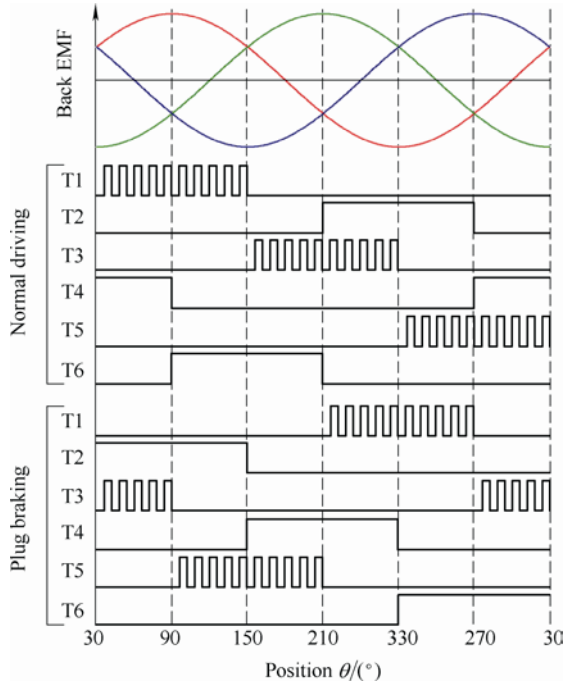 Back EMF
Normal driving
T1
T2
T3
T4
T5
T6
Plug braking
T1
T2
T3
T4
T5
T6
30 90 150 210 330 270 30
Position θ/(°)